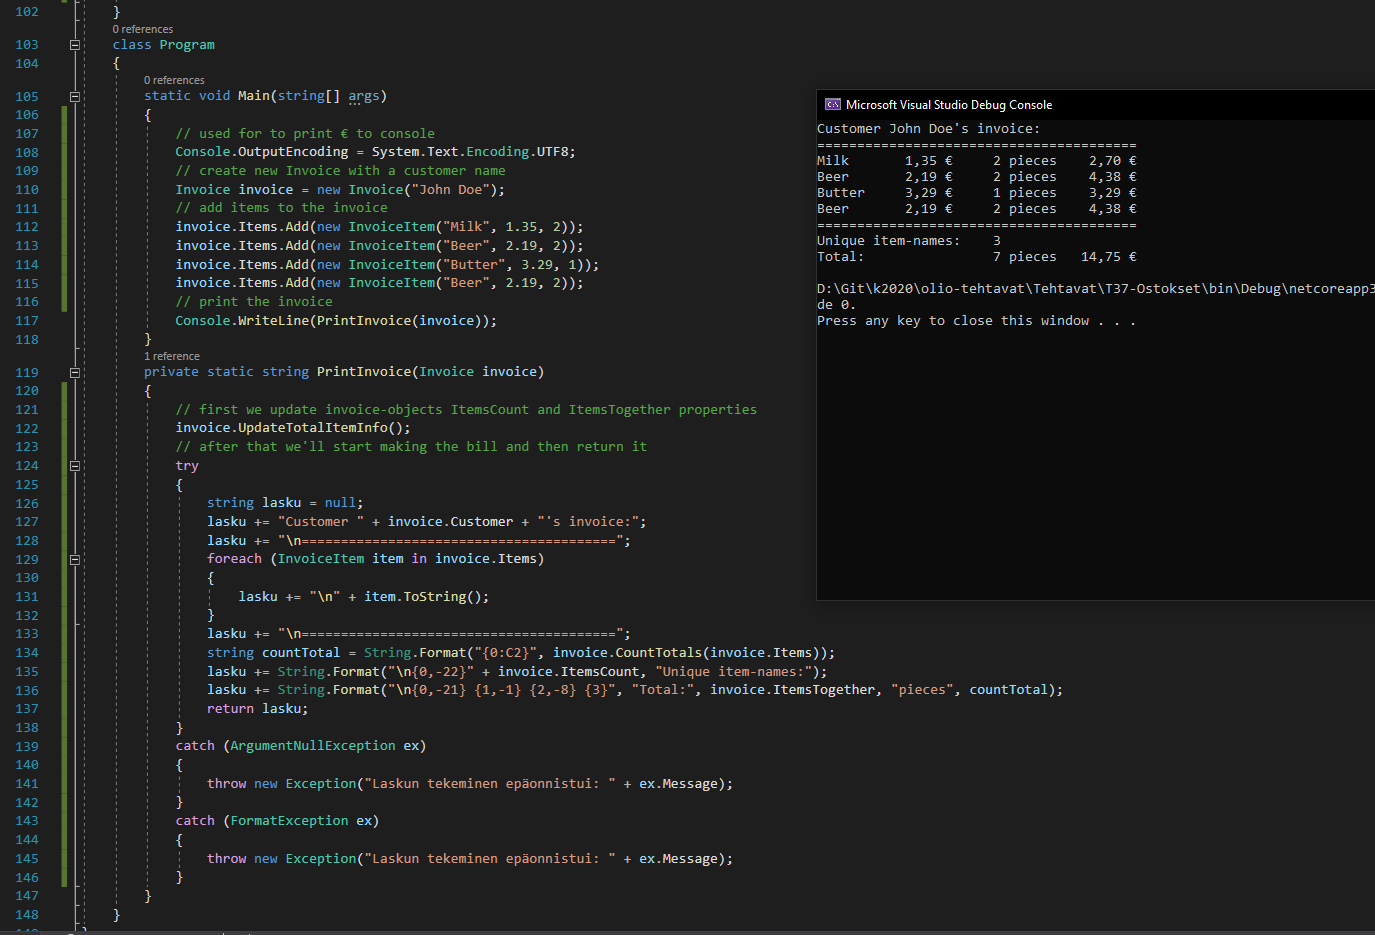 102 }
0 references
103 class Program
104 {
0 references
105 static void Main(string[] args)
106 {
107 // used for to print € to console
108 Console.OutputEncoding = System.Text.Encoding.UTF8;
109 // create new Invoice with a customer name
110 Invoice invoice = new Invoice("John Doe");
111 // add items to the invoice
112 invoice.Items.Add(new InvoiceItem("Milk", 1.35, 2));
113 invoice.Items.Add(new InvoiceItem("Beer", 2.19, 2));
114 invoice.Items.Add(new InvoiceItem("Butter", 3.29, 1));
115 invoice.Items.Add(new InvoiceItem("Beer", 2.19, 2));
116 // print the invoice
117 Console.WriteLine(PrintInvoice(invoice));
118 }
1 reference
119 private static string PrintInvoice(Invoice invoice)
120 {
121 // first we update invoice-objects ItemsCount and ItemsTogether properties
122 invoice.UpdateTotalItemInfo();
123 // after that we'll start making the bill and then return it
124 try
125 {
126 string lasku = null;
127 lasku += "Customer " + invoice.Customer + "'s invoice:";
128 lasku += "\n========================================";
129 foreach (InvoiceItem item in invoice.Items)
130 {
131 lasku += "\n" + item.ToString();
132 }
133 lasku += "\n========================================";
134 string countTotal = String.Format("{0:C2}", invoice.CountTotals(invoice.Items));
135 lasku += String.Format("\n{0,-22}" + invoice.ItemsCount, "Unique item-names:");
136 lasku += String.Format("\n{0,-21} {1,-1} {2,-8} {3}", "Total:", invoice.ItemsTogether, "pieces", countTotal);
137 return lasku;
138 }
139 catch (ArgumentNullException ex)
140 {
141 throw new Exception("Laskun tekeminen epäonnistui: " + ex.Message);
142 }
143 catch (FormatException ex)
144 {
145 throw new Exception("Laskun tekeminen epäonnistui: " + ex.Message);
146 }
147 }
148 }
Microsoft Visual Studio Debug Console
Customer John Doe's invoice:
========================================
Milk 1,35 € 2 pieces 2,70 €
Beer 2,19 € 2 pieces 4,38 €
Butter 3,29 € 1 pieces 3,29 €
Beer 2,19 € 2 pieces 4,38 €
========================================
Unique item-names: 3
Total: 7 pieces 14,75 €
D:\Git\k2020\olio-tehtavat\Tehtavat\T37-Ostokset\bin\Debug\netcoreapp3
de 0.
Press any key to close this window . . .